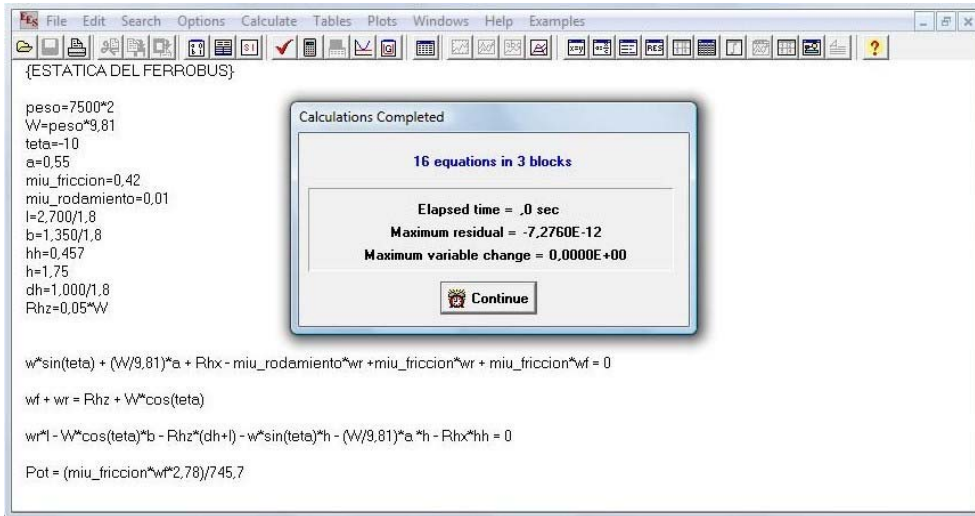 EEs File Edit Search Options Calculate Tables Plots Windows Help Examples
{ESTATICA DEL FERROBUS}
peso=7500*2
W=peso*9,81
teta=-10
a=0,55
miu_friccion=0,42
miu_rodamiento=0,01
l=2,700/1,8
b=1,350/1,8
hh=0,457
h=1,75
dh=1,000/1,8
Rhz=0,05*W
w*sin(teta) + (W/9,81)*a + Rhx - miu_rodamiento*wr +miu_friccion*wr + miu_friccion*wf = 0
wf + wr = Rhz + W*cos(teta)
wr*l - W*cos(teta)*b - Rhz*(dh+l) - w*sin(teta)*h - (W/9,81)*a *h - Rhx*hh = 0
Pot = (miu_friccion*wf*2,78)/745,7
Calculations Completed
16 equations in 3 blocks
Elapsed time = ,0 sec
Maximum residual = -7,2760E-12
Maximum variable change = 0,0000E+00
Continue